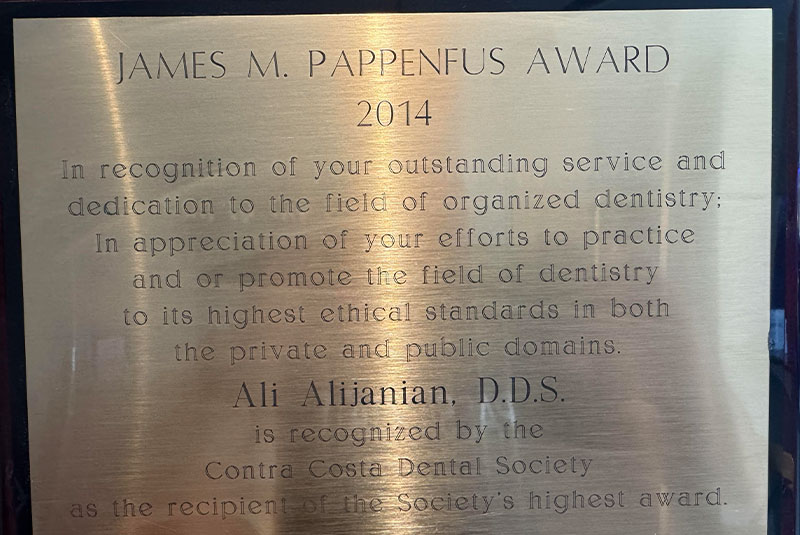 JAMES M. PAPPENFUS AWARD
2014
In recognition of your outstanding service and
dedication to the field of organized dentistry;
In appreciation of your efforts to practice
and or promote the field of dentistry
to its highest ethical standards in both
the private and public domains.
Ali Alijanian, D.D.S.
is recognized by the
Contra Costa Dental Society
as the recipient of the Society's highest award.